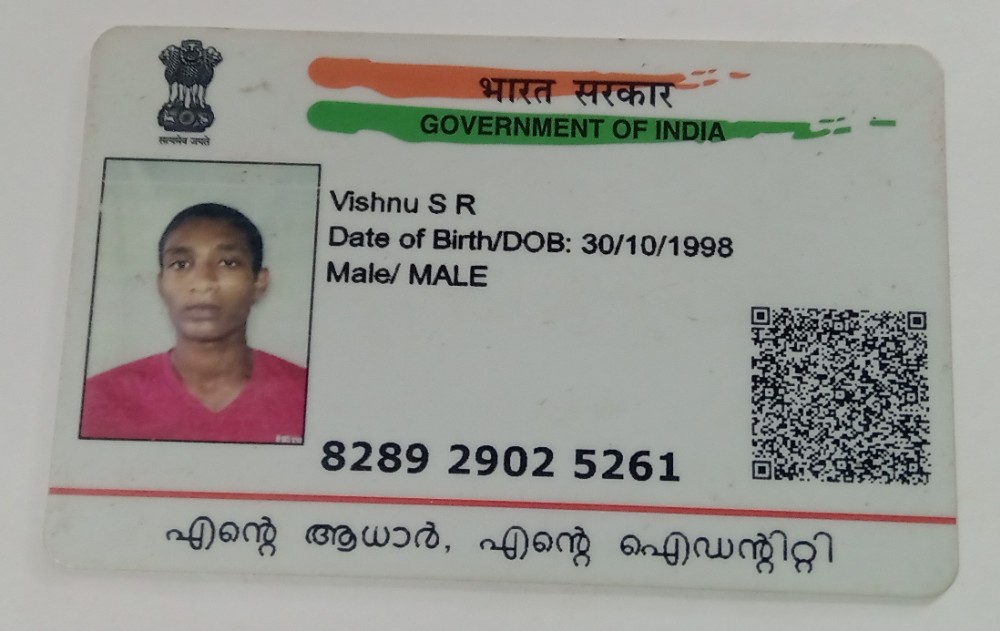 भारत सरकार
GOVERNMENT OF INDIA
सत्यमेव जयते
Vishnu S R
Date of Birth/DOB: 30/10/1998
Male/ MALE
8289 2902 5261
എന്റെ ആധാർ, എന്റെ ഐഡന്റിറ്റി